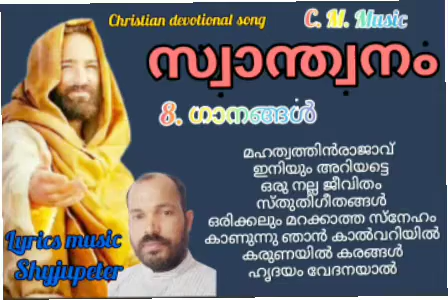 Christian devotional song
C. M. Music
സ്വാന്ത്വനം
8. ഗാനങ്ങൾ
മഹത്വത്തിൻരാജാവ്
ഇനിയും അറിയട്ടെ
ഒരു നല്ല ജീവിതം
സ്തുതിഗീതങ്ങൾ
ഒരിക്കലും മറക്കാത്ത സ്നേഹം
കാണുന്നു ഞാൻ കാൽവറിയിൽ
കരുണയിൽ കരങ്ങൾ
ഹൃദയം വേദനയാൽ
Lyrics music
Shyjupeter